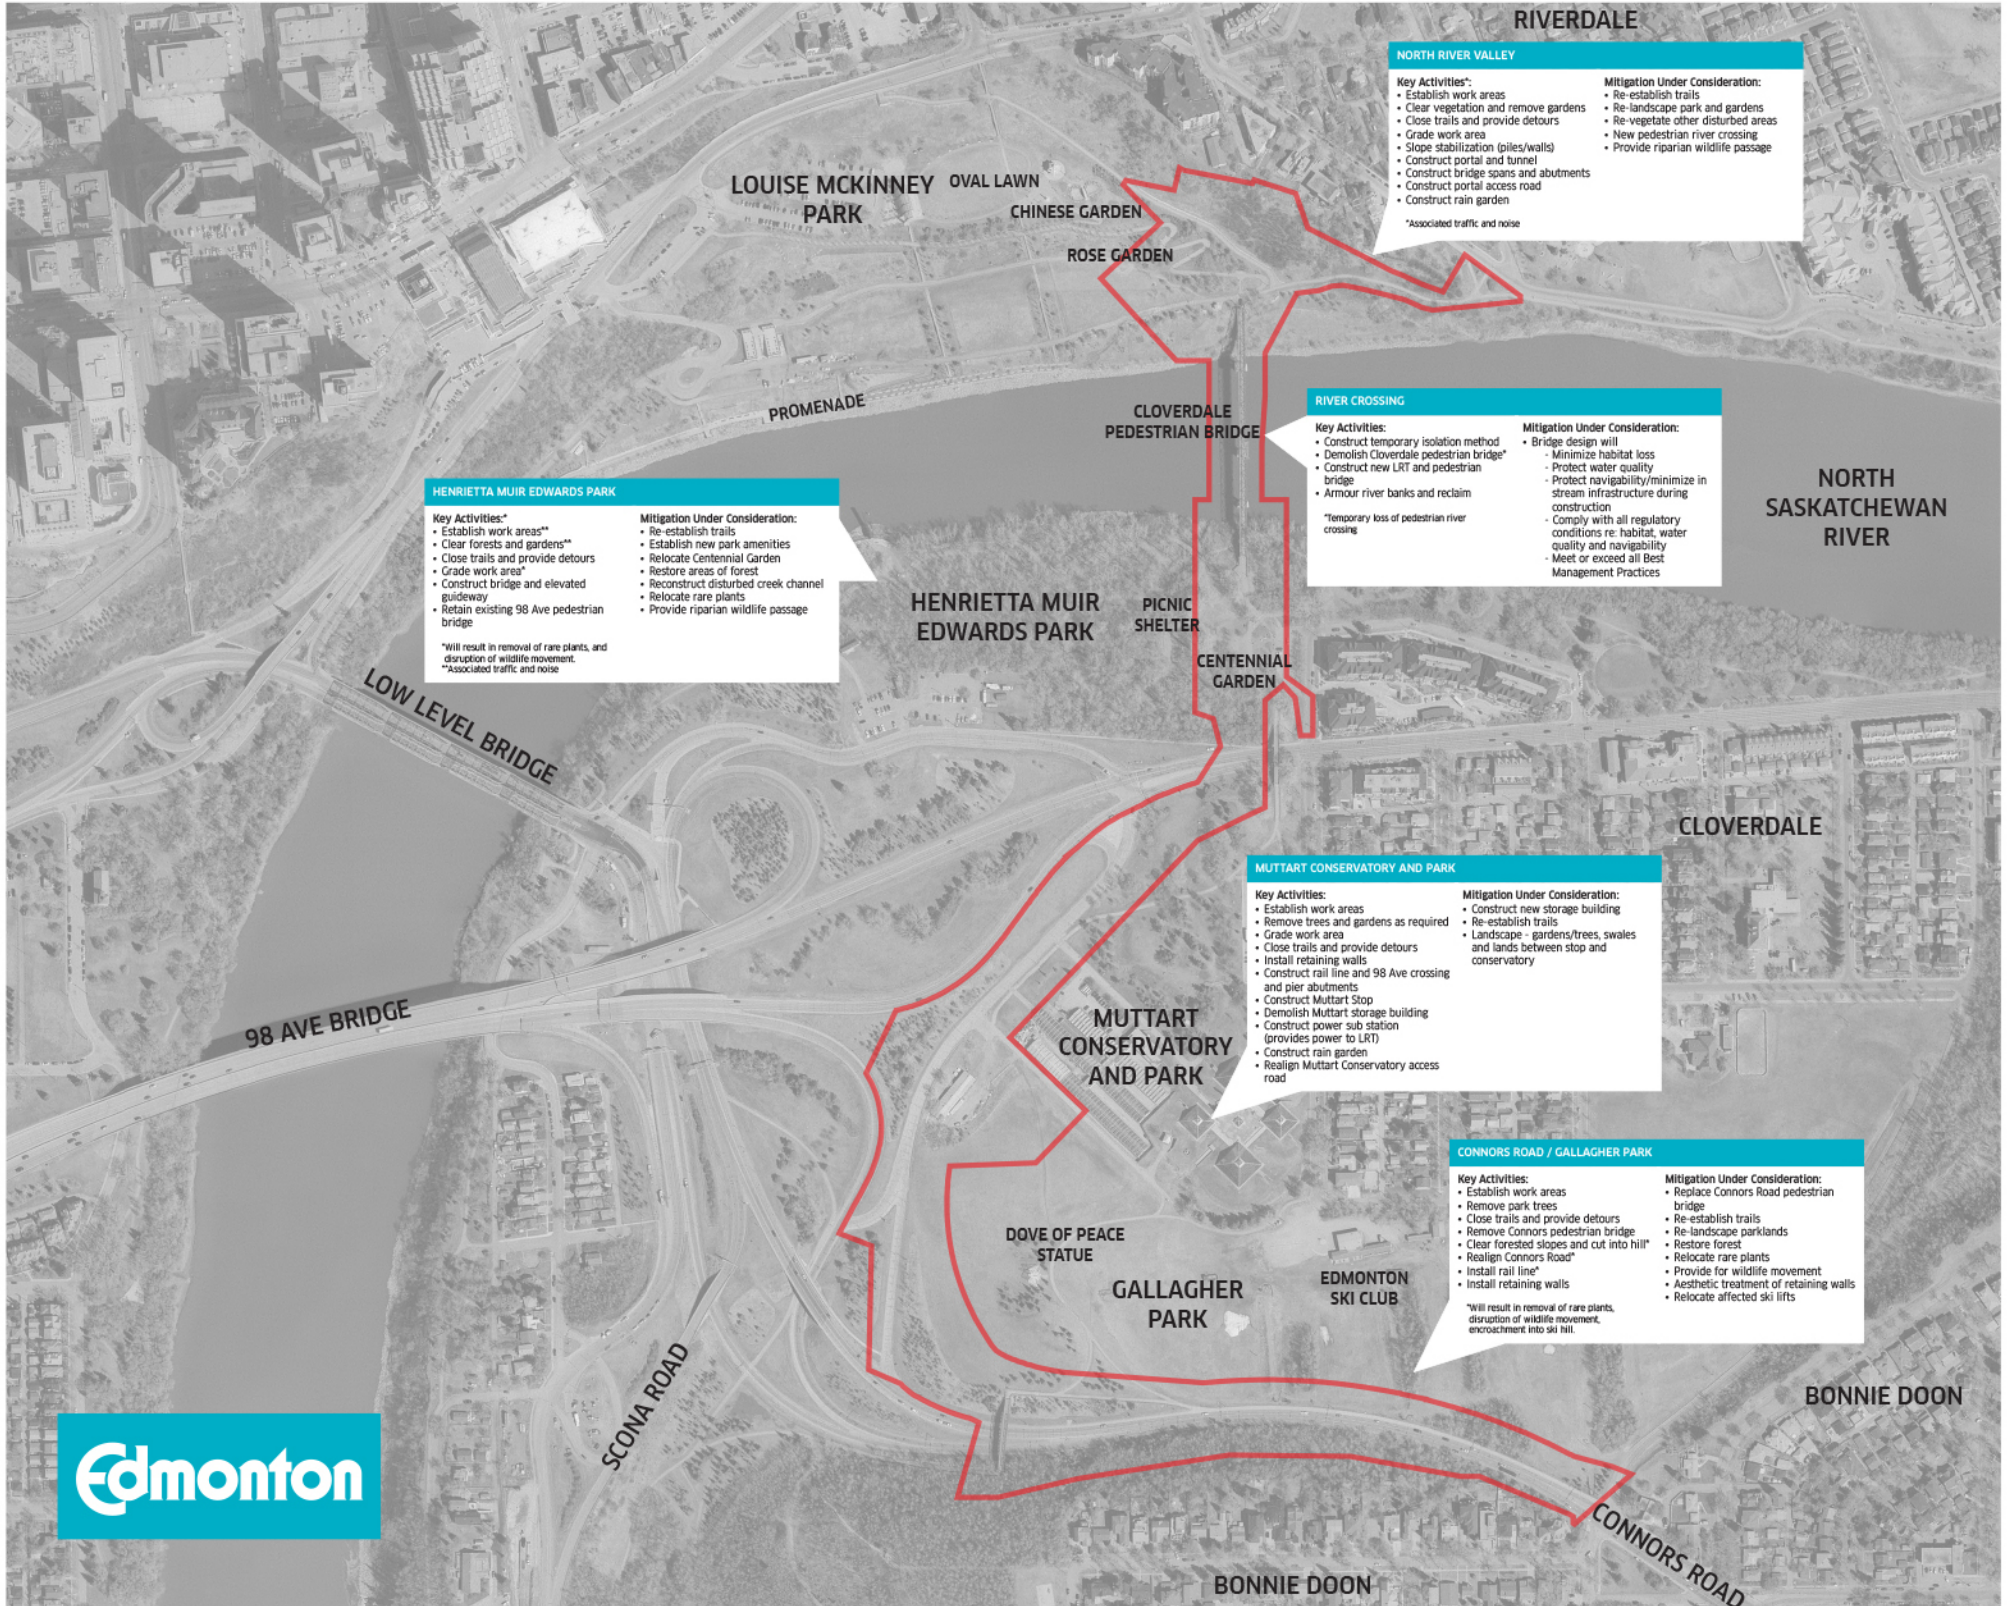 RIVERDALE
NORTH RIVER VALLEY
Key Activities*:
• Establish work areas
• Clear vegetation and remove gardens
• Close trails and provide detours
• Grade work area
• Slope stabilization (piles/walls)
• Construct portal and tunnel
• Construct bridge spans and abutments
• Construct portal access road
• Construct rain garden
*Associated traffic and noise
Mitigation Under Consideration:
• Re-establish trails
• Re-landscape park and gardens
• Re-vegetate other disturbed areas
• New pedestrian river crossing
• Provide riparian wildlife passage
LOUISE MCKINNEY
PARK
OVAL LAWN
CHINESE GARDEN
ROSE GARDEN
PROMENADE
CLOVERDALE
PEDESTRIAN BRIDGE
RIVER CROSSING
Key Activities:
• Construct temporary isolation method
• Demolish Cloverdale pedestrian bridge*
• Construct new LRT and pedestrian
bridge
• Armour river banks and reclaim
*Temporary loss of pedestrian river
crossing
Mitigation Under Consideration:
• Bridge design will
- Minimize habitat loss
- Protect water quality
- Protect navigability/minimize in
stream infrastructure during
construction
- Comply with all regulatory
conditions re: habitat, water
quality and navigability
- Meet or exceed all Best
Management Practices
NORTH
SASKATCHEWAN
RIVER
HENRIETTA MUIR EDWARDS PARK
Key Activities:*
• Establish work areas**
• Clear forests and gardens**
• Close trails and provide detours
• Grade work area*
• Construct bridge and elevated
guideway
• Retain existing 98 Ave pedestrian
bridge
*Will result in removal of rare plants, and
disruption of wildlife movement.
**Associated traffic and noise
Mitigation Under Consideration:
• Re-establish trails
• Establish new park amenities
• Relocate Centennial Garden
• Restore areas of forest
• Reconstruct disturbed creek channel
• Relocate rare plants
• Provide riparian wildlife passage
HENRIETTA MUIR
EDWARDS PARK
PICNIC
SHELTER
CENTENNIAL
GARDEN
LOW LEVEL BRIDGE
CLOVERDALE
MUTTART CONSERVATORY AND PARK
Key Activities:
• Establish work areas
• Remove trees and gardens as required
• Grade work area
• Close trails and provide detours
• Install retaining walls
• Construct rail line and 98 Ave crossing
and pier abutments
• Construct Muttart Stop
• Demolish Muttart storage building
• Construct power sub station
(provides power to LRT)
• Construct rain garden
• Realign Muttart Conservatory access
road
Mitigation Under Consideration:
• Construct new storage building
• Re-establish trails
• Landscape - gardens/trees, swales
and lands between stop and
conservatory
98 AVE BRIDGE
MUTTART
CONSERVATORY
AND PARK
CONNORS ROAD / GALLAGHER PARK
Key Activities:
• Establish work areas
• Remove park trees
• Close trails and provide detours
• Remove Connors pedestrian bridge
• Clear forested slopes and cut into hill*
• Realign Connors Road*
• Install rail line*
• Install retaining walls
*Will result in removal of rare plants,
disruption of wildlife movement,
encroachment into ski hill.
Mitigation Under Consideration:
• Replace Connors Road pedestrian
bridge
• Re-establish trails
• Re-landscape parklands
• Restore forest
• Relocate rare plants
• Provide for wildlife movement
• Aesthetic treatment of retaining walls
• Relocate affected ski lifts
DOVE OF PEACE
STATUE
GALLAGHER
PARK
EDMONTON
SKI CLUB
SCONA ROAD
BONNIE DOON
Edmonton
CONNORS ROAD
BONNIE DOON